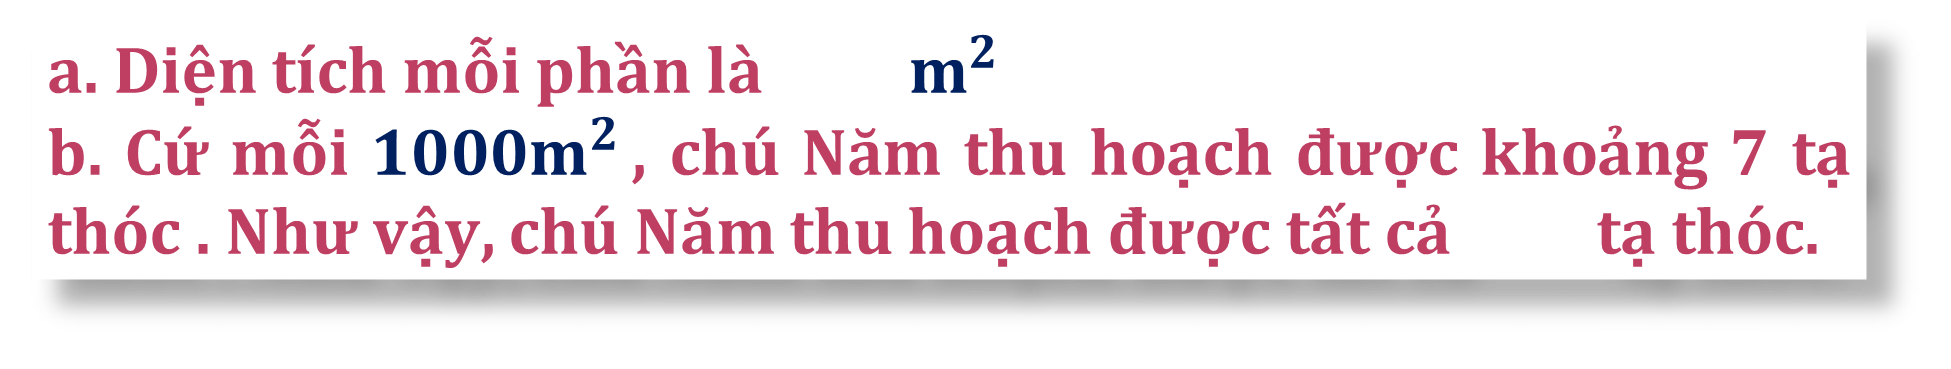 a. Diện tích mỗi phần là m²
b. Cứ mỗi 1000m² , chú Năm thu hoạch được khoảng 7 tạ
thóc . Như vậy, chú Năm thu hoạch được tất cả tạ thóc.